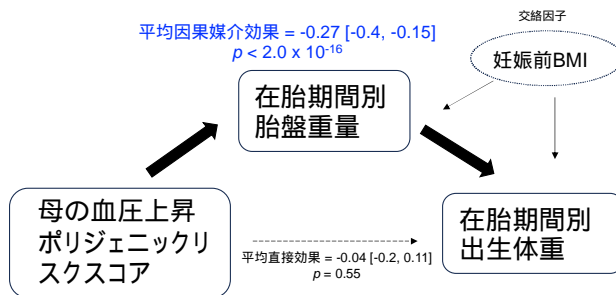 交絡因子
平均因果媒介効果 = -0.27 [-0.4, -0.15]
p < 2.0 x 10-16
妊娠前BMI
在胎期間別
胎盤重量
母の血圧上昇
ポリジェニックリ
スクスコア
平均直接効果 = -0.04 [-0.2, 0.11]
p = 0.55
在胎期間別
出生体重